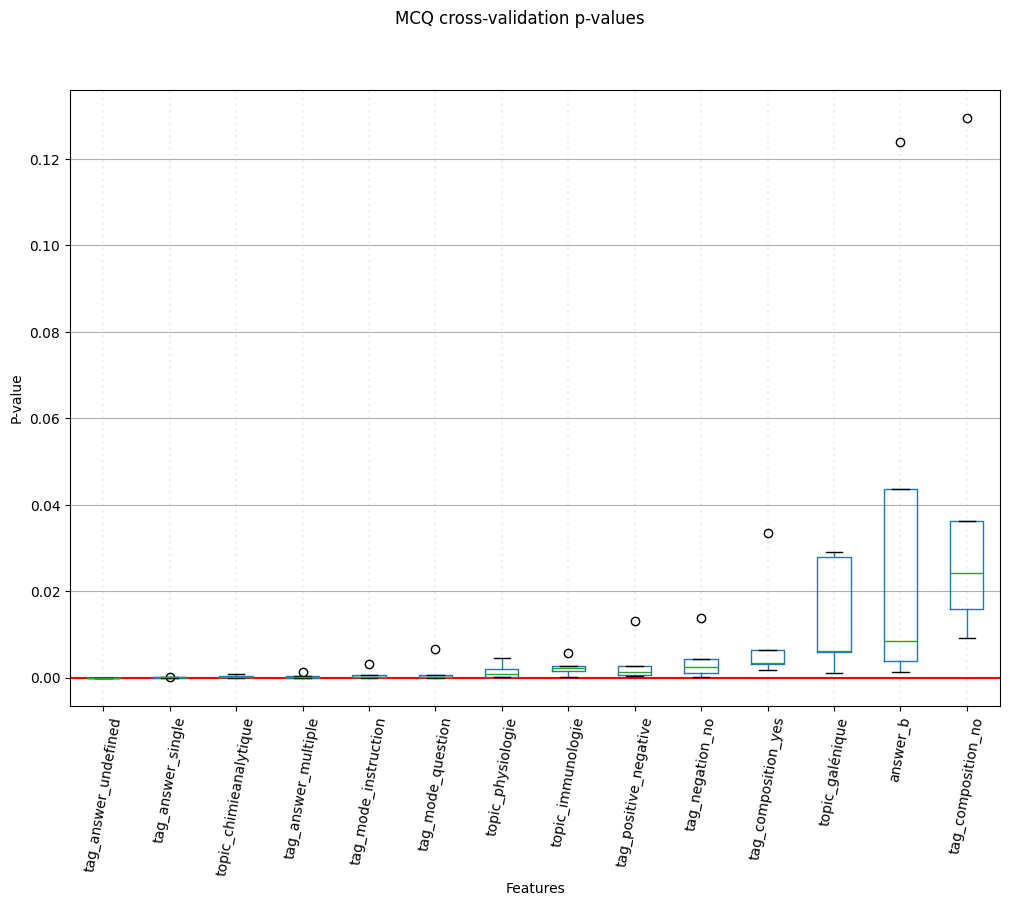 MCQ cross-validation p-values
0.12
0.10
0.08
0.06
0.04
0.02
0.00
P-value
tag_answer_undefined
tag_answer_single
topic_chimieanalytique
tag_answer_multiple
tag_mode_instruction
tag_mode_question
topic_physiologie
topic_immunologie
tag_positive_negative
tag_negation_no
tag_composition_yes
topic_galénique
answer_b
tag_composition_no
Features